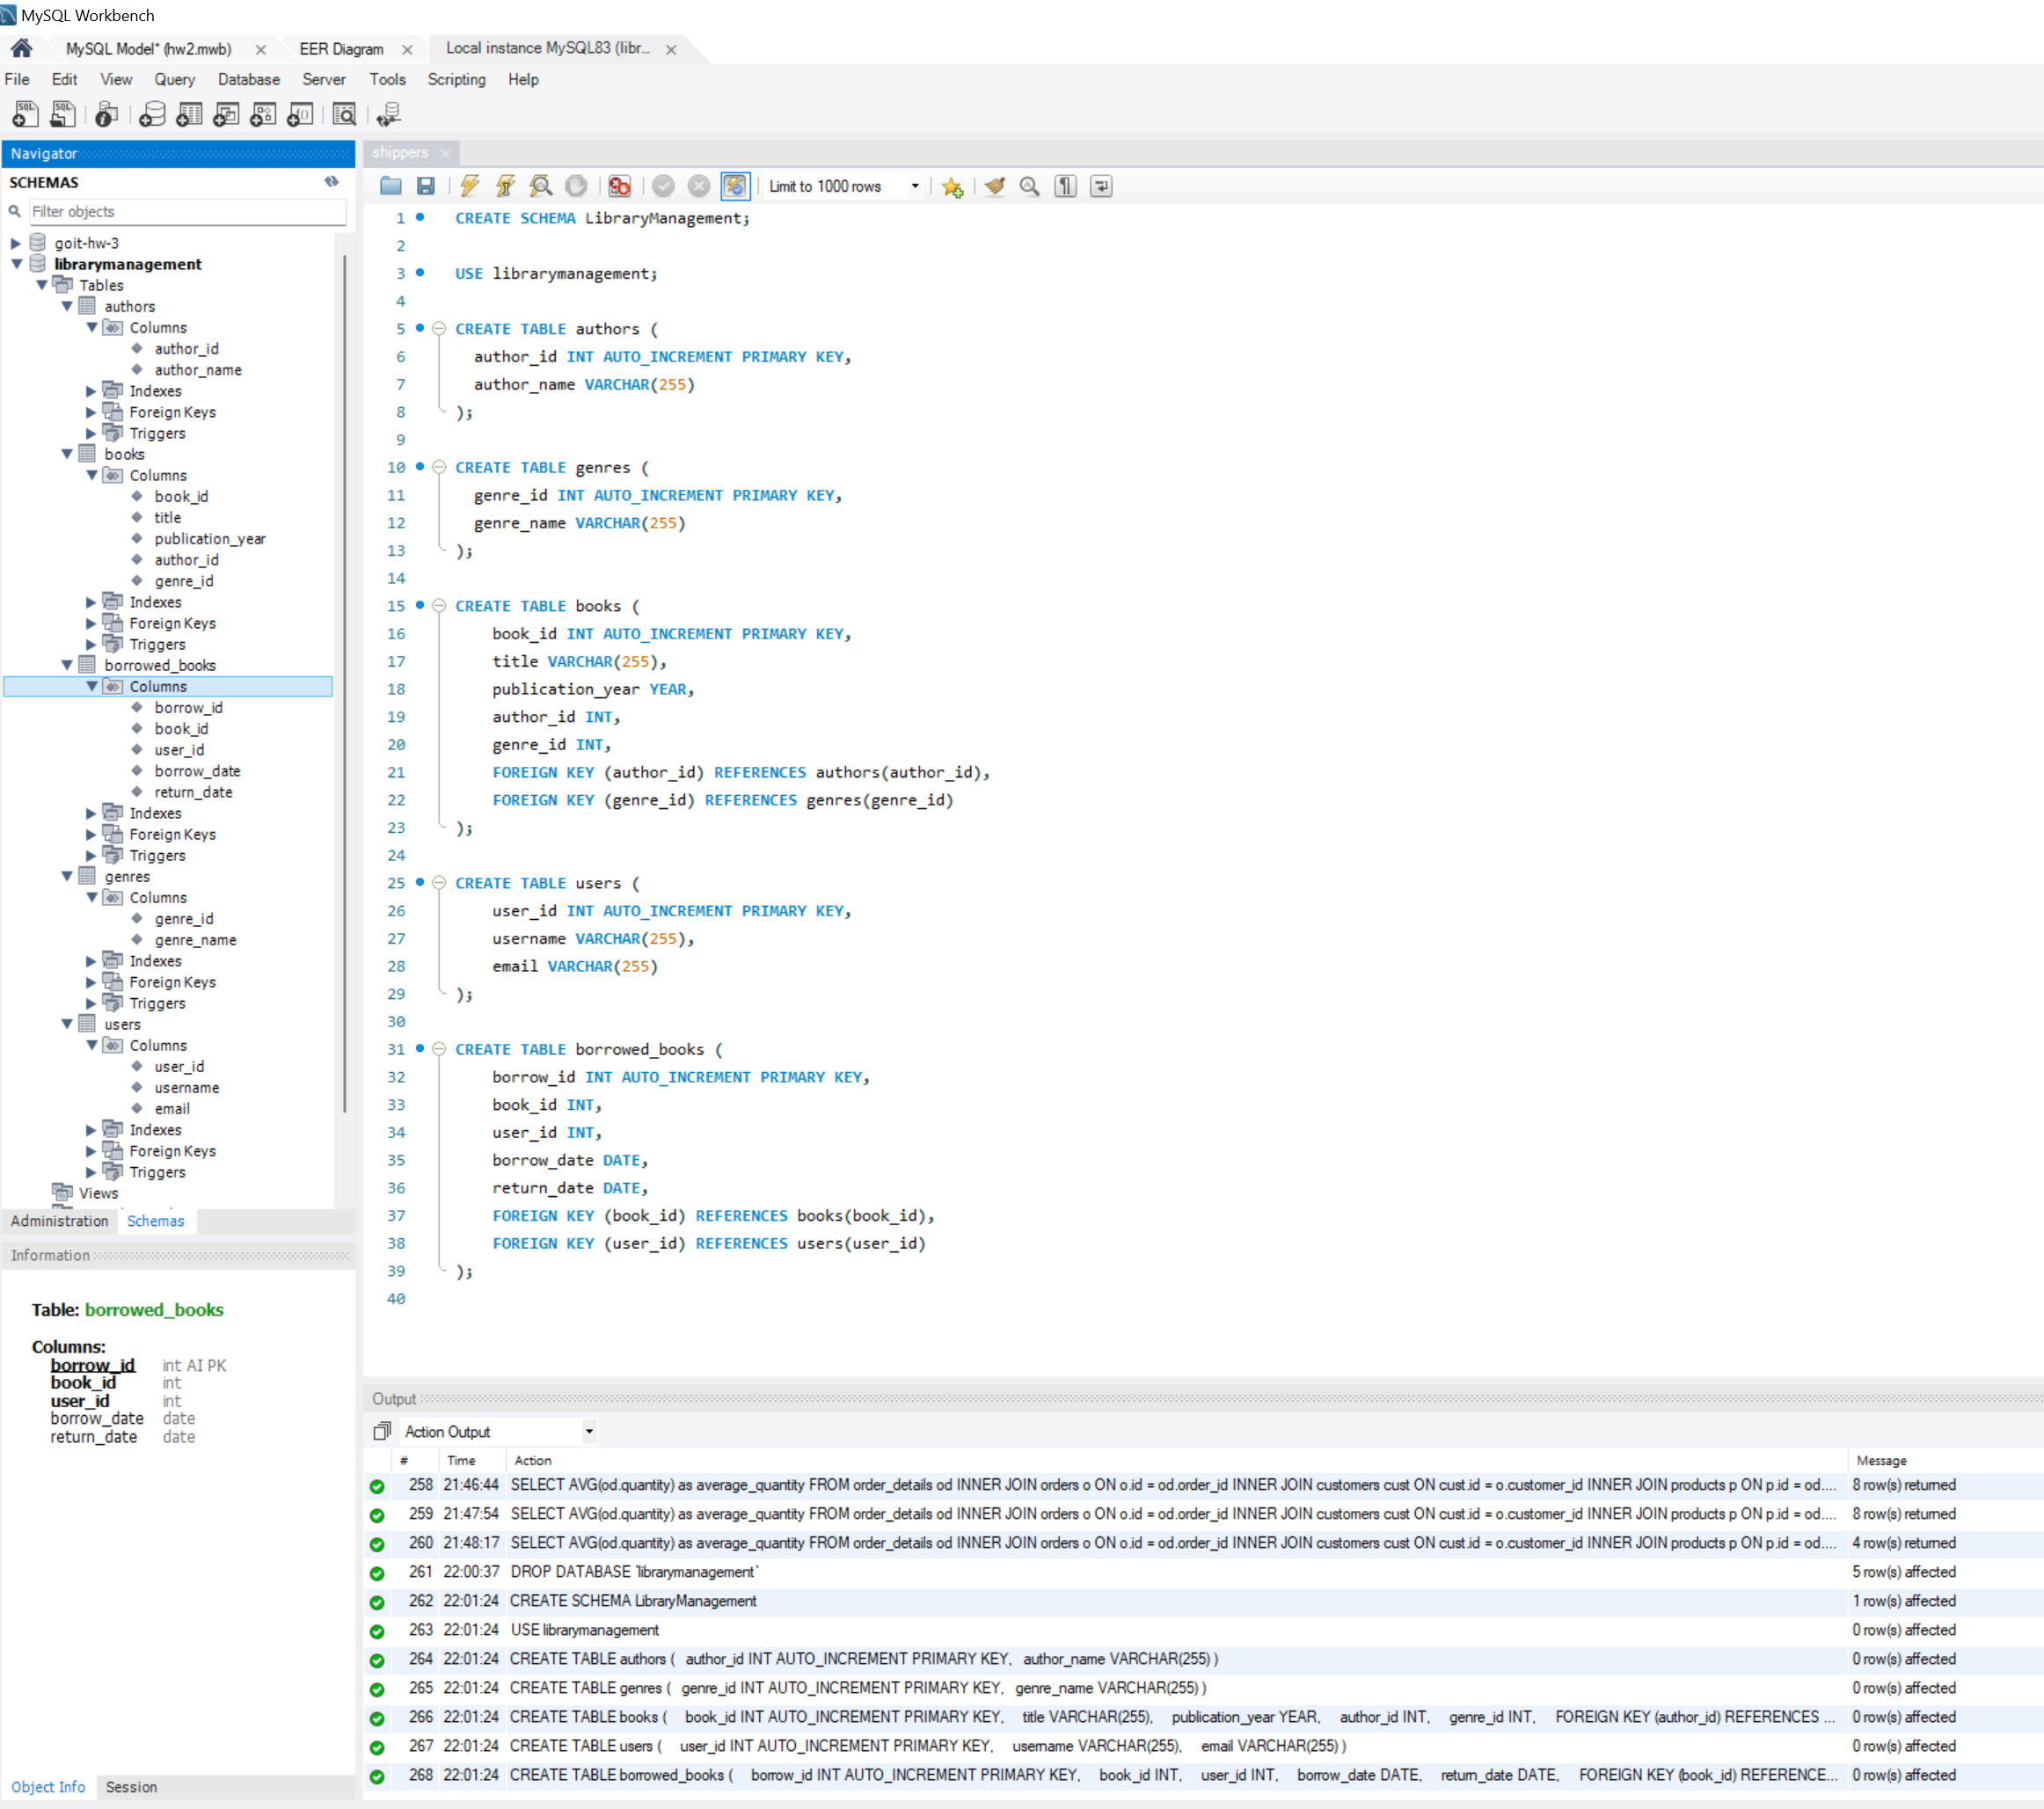 MySQL Workbench
MySQL Model* (hw2.mwb)
EER Diagram
Local instance MySQL83 (libr...
File Edit View Query Database Server Tools Scripting Help
Navigator
SCHEMAS
Filter objects
goit-hw-3
librarymanagement
Tables
authors
Columns
author_id
author_name
Indexes
Foreign Keys
Triggers
books
Columns
book_id
title
publication_year
author_id
genre_id
Indexes
Foreign Keys
Triggers
borrowed_books
Columns
borrow_id
book_id
user_id
borrow_date
return_date
Indexes
Foreign Keys
Triggers
genres
Columns
genre_id
genre_name
Indexes
Foreign Keys
Triggers
users
Columns
user_id
username
email
Indexes
Foreign Keys
Triggers
Views
Administration Schemas
Information
Table: borrowed_books
Columns:
borrow_id int AI PK
book_id int
user_id int
borrow_date date
return_date date
Object Info Session
shippers
Limit to 1000 rows
1 CREATE SCHEMA LibraryManagement;
2
3 USE librarymanagement;
4
5 CREATE TABLE authors (
6 author_id INT AUTO_INCREMENT PRIMARY KEY,
7 author_name VARCHAR(255)
8 );
9
10 CREATE TABLE genres (
11 genre_id INT AUTO_INCREMENT PRIMARY KEY,
12 genre_name VARCHAR(255)
13 );
14
15 CREATE TABLE books (
16 book_id INT AUTO_INCREMENT PRIMARY KEY,
17 title VARCHAR(255),
18 publication_year YEAR,
19 author_id INT,
20 genre_id INT,
21 FOREIGN KEY (author_id) REFERENCES authors(author_id),
22 FOREIGN KEY (genre_id) REFERENCES genres(genre_id)
23 );
24
25 CREATE TABLE users (
26 user_id INT AUTO_INCREMENT PRIMARY KEY,
27 username VARCHAR(255),
28 email VARCHAR(255)
29 );
30
31 CREATE TABLE borrowed_books (
32 borrow_id INT AUTO_INCREMENT PRIMARY KEY,
33 book_id INT,
34 user_id INT,
35 borrow_date DATE,
36 return_date DATE,
37 FOREIGN KEY (book_id) REFERENCES books(book_id),
38 FOREIGN KEY (user_id) REFERENCES users(user_id)
39 );
40
Output
Action Output
# Time Action Message
258 21:46:44 SELECT AVG(od.quantity) as average_quantity FROM order_details od INNER JOIN orders o ON o.id = od.order_id INNER JOIN customers cust ON cust.id = o.customer_id INNER JOIN products p ON p.id = od.... 8 row(s) returned
259 21:47:54 SELECT AVG(od.quantity) as average_quantity FROM order_details od INNER JOIN orders o ON o.id = od.order_id INNER JOIN customers cust ON cust.id = o.customer_id INNER JOIN products p ON p.id = od.... 8 row(s) returned
260 21:48:17 SELECT AVG(od.quantity) as average_quantity FROM order_details od INNER JOIN orders o ON o.id = od.order_id INNER JOIN customers cust ON cust.id = o.customer_id INNER JOIN products p ON p.id = od.... 4 row(s) returned
261 22:00:37 DROP DATABASE `librarymanagement` 5 row(s) affected
262 22:01:24 CREATE SCHEMA LibraryManagement 1 row(s) affected
263 22:01:24 USE librarymanagement 0 row(s) affected
264 22:01:24 CREATE TABLE authors ( author_id INT AUTO_INCREMENT PRIMARY KEY, author_name VARCHAR(255) ) 0 row(s) affected
265 22:01:24 CREATE TABLE genres ( genre_id INT AUTO_INCREMENT PRIMARY KEY, genre_name VARCHAR(255) ) 0 row(s) affected
266 22:01:24 CREATE TABLE books ( book_id INT AUTO_INCREMENT PRIMARY KEY, title VARCHAR(255), publication_year YEAR, author_id INT, genre_id INT, FOREIGN KEY (author_id) REFERENCES ... 0 row(s) affected
267 22:01:24 CREATE TABLE users ( user_id INT AUTO_INCREMENT PRIMARY KEY, username VARCHAR(255), email VARCHAR(255) ) 0 row(s) affected
268 22:01:24 CREATE TABLE borrowed_books ( borrow_id INT AUTO_INCREMENT PRIMARY KEY, book_id INT, user_id INT, borrow_date DATE, return_date DATE, FOREIGN KEY (book_id) REFERENCE... 0 row(s) affected